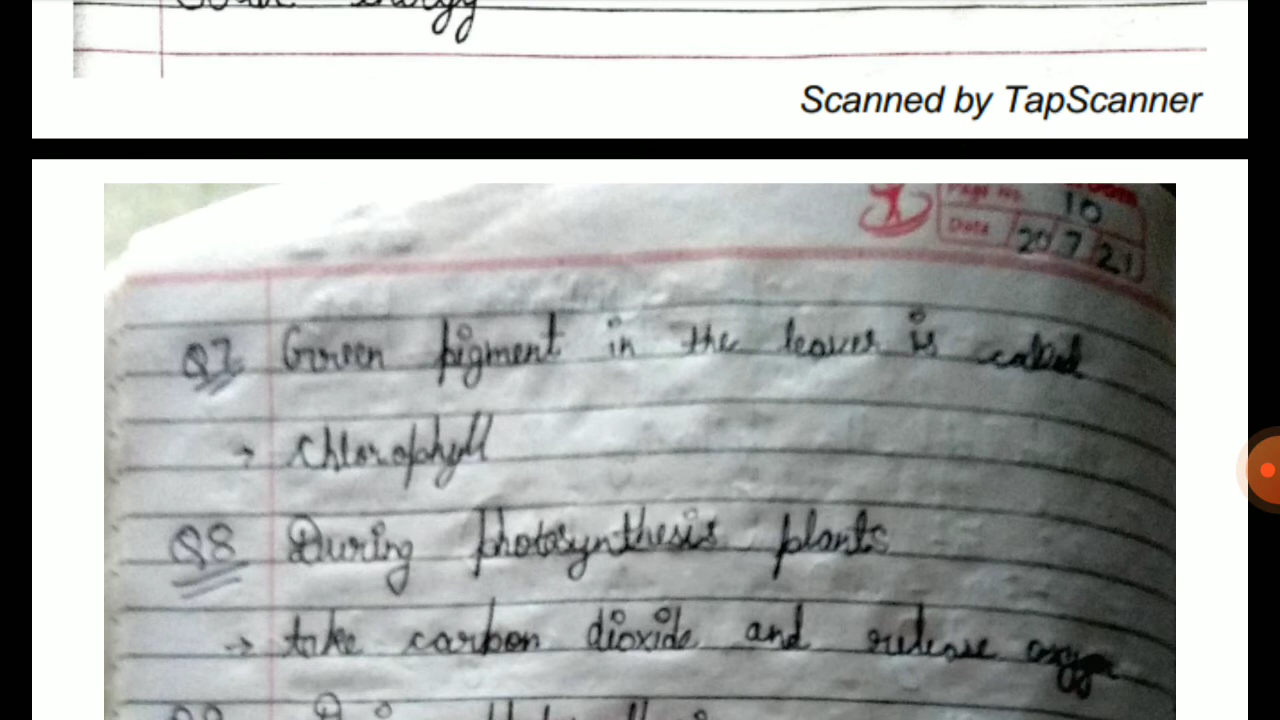 energy
Scanned by TapScanner
Page No. 10
Date 20 7 21
Q7 Green pigment in the leaves is called
→ Chlorophyll
Q8 During photosynthesis plants
→ take carbon dioxide and release oxygen